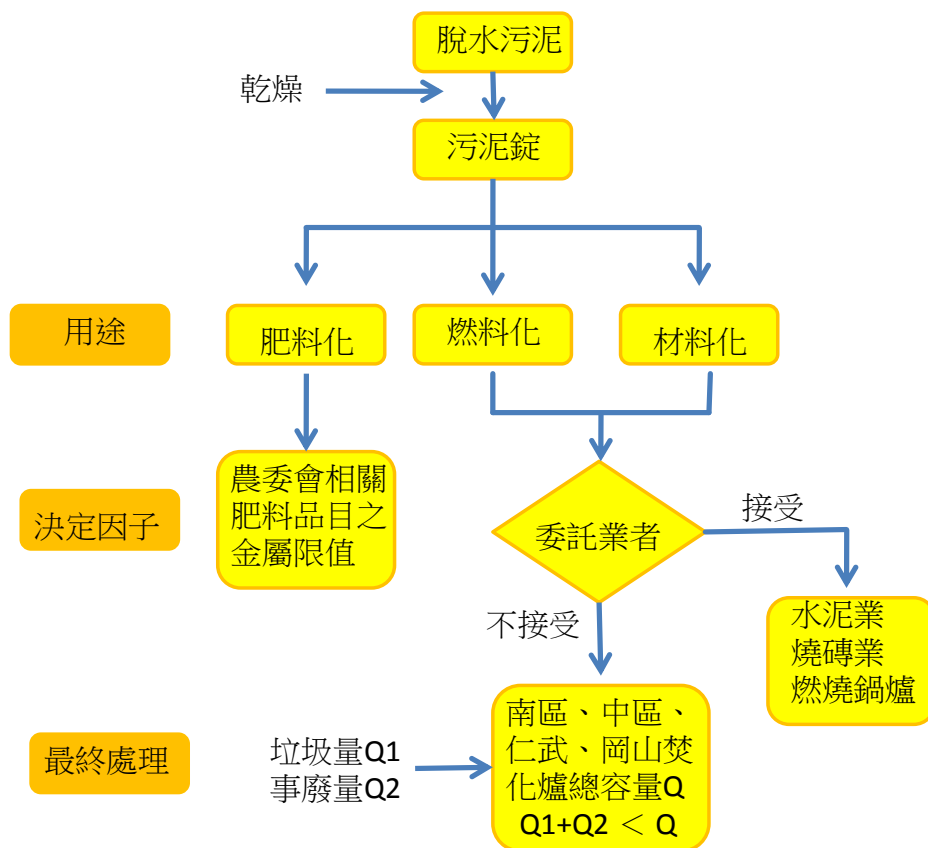 脫水污泥
乾燥
污泥錠
用途
肥料化
燃料化
材料化
決定因子
農委會相關
肥料品目之
金屬限值
委託業者
接受
不接受
水泥業
燒磚業
燃燒鍋爐
最終處理
垃圾量Q1
事廢量Q2
南區、中區、
仁武、岡山焚
化爐總容量Q
Q1+Q2 < Q